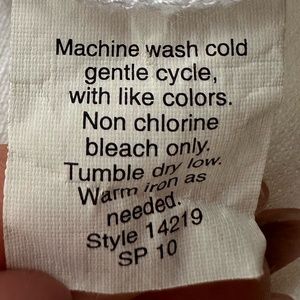 Machine wash cold
gentle cycle,
with like colors.
Non chlorine
bleach only.
Tumble dry low.
Warm iron as
needed.
Style 14219
SP 10